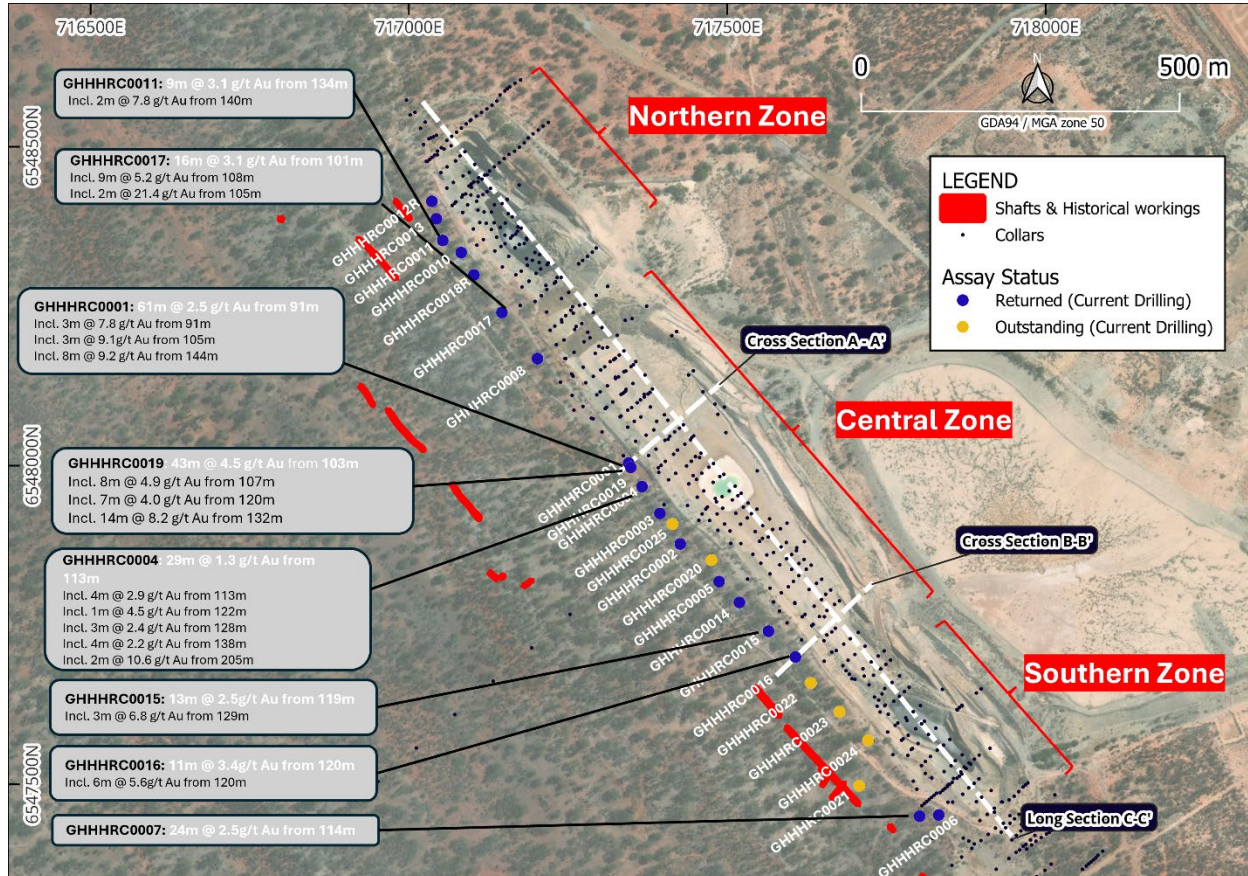 716500E
717000E
717500E
718000E
6548500N
6548000N
6547500N
0
500 m
N
GDA94 / MGA zone 50
LEGEND
Shafts & Historical workings
Collars
Assay Status
Returned (Current Drilling)
Outstanding (Current Drilling)
Northern Zone
Central Zone
Southern Zone
Cross Section A - A'
Cross Section B-B'
Long Section C-C'
GHHHRC0011: 9m @ 3.1 g/t Au from 134m
Incl. 2m @ 7.8 g/t Au from 140m
GHHHRC0017: 16m @ 3.1 g/t Au from 101m
Incl. 9m @ 5.2 g/t Au from 108m
Incl. 2m @ 21.4 g/t Au from 105m
GHHHRC0001: 61m @ 2.5 g/t Au from 91m
Incl. 3m @ 7.8 g/t Au from 91m
Incl. 3m @ 9.1g/t Au from 105m
Incl. 8m @ 9.2 g/t Au from 144m
GHHHRC0019 43m @ 4.5 g/t Au from 103m
Incl. 8m @ 4.9 g/t Au from 107m
Incl. 7m @ 4.0 g/t Au from 120m
Incl. 14m @ 8.2 g/t Au from 132m
GHHHRC0004: 29m @ 1.3 g/t Au from
113m
Incl. 4m @ 2.9 g/t Au from 113m
Incl. 1m @ 4.5 g/t Au from 122m
Incl. 3m @ 2.4 g/t Au from 128m
Incl. 4m @ 2.2 g/t Au from 138m
Incl. 2m @ 10.6 g/t Au from 205m
GHHHRC0015: 13m @ 2.5g/t Au from 119m
Incl. 3m @ 6.8 g/t Au from 129m
GHHHRC0016: 11m @ 3.4g/t Au from 120m
Incl. 6m @ 5.6g/t Au from 120m
GHHHRC0007: 24m @ 2.5g/t Au from 114m
GHHHRC0012R
GHHHRC0013
GHHHRC0011
GHHHRC0010
GHHHRC0018R
GHHHRC0017
GHHHRC0008
GHHHRC0001
GHHHRC0019
GHHHRC0004
GHHHRC0003
GHHHRC0025
GHHHRC0002
GHHHRC0020
GHHHRC0005
GHHHRC0014
GHHHRC0015
GHHHRC0016
GHHHRC0022
GHHHRC0023
GHHHRC0024
GHHHRC0021
GHHHRC0006